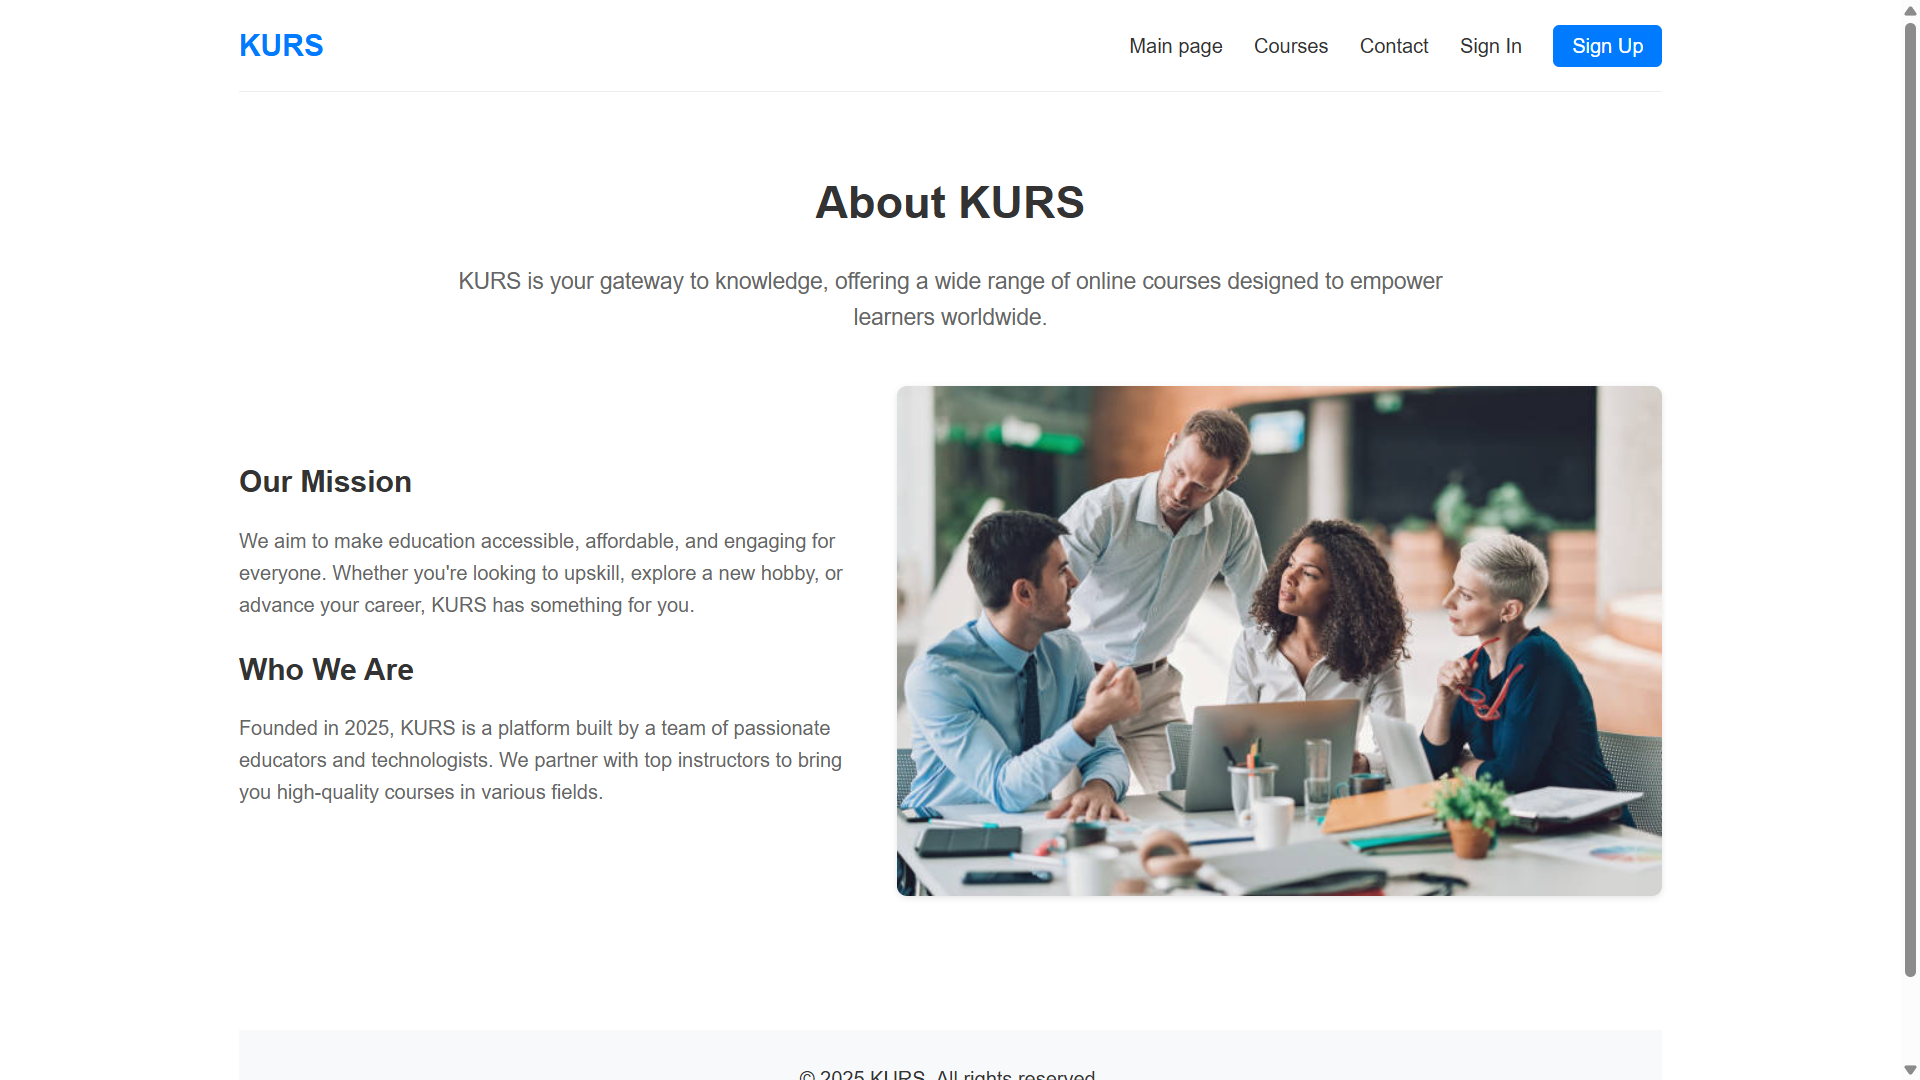 KURS
Main page
Courses
Contact
Sign In
Sign Up
About KURS
KURS is your gateway to knowledge, offering a wide range of online courses designed to empower
learners worldwide.
Our Mission
We aim to make education accessible, affordable, and engaging for
everyone. Whether you're looking to upskill, explore a new hobby, or
advance your career, KURS has something for you.
Who We Are
Founded in 2025, KURS is a platform built by a team of passionate
educators and technologists. We partner with top instructors to bring
you high-quality courses in various fields.
© 2025 KURS. All rights reserved.